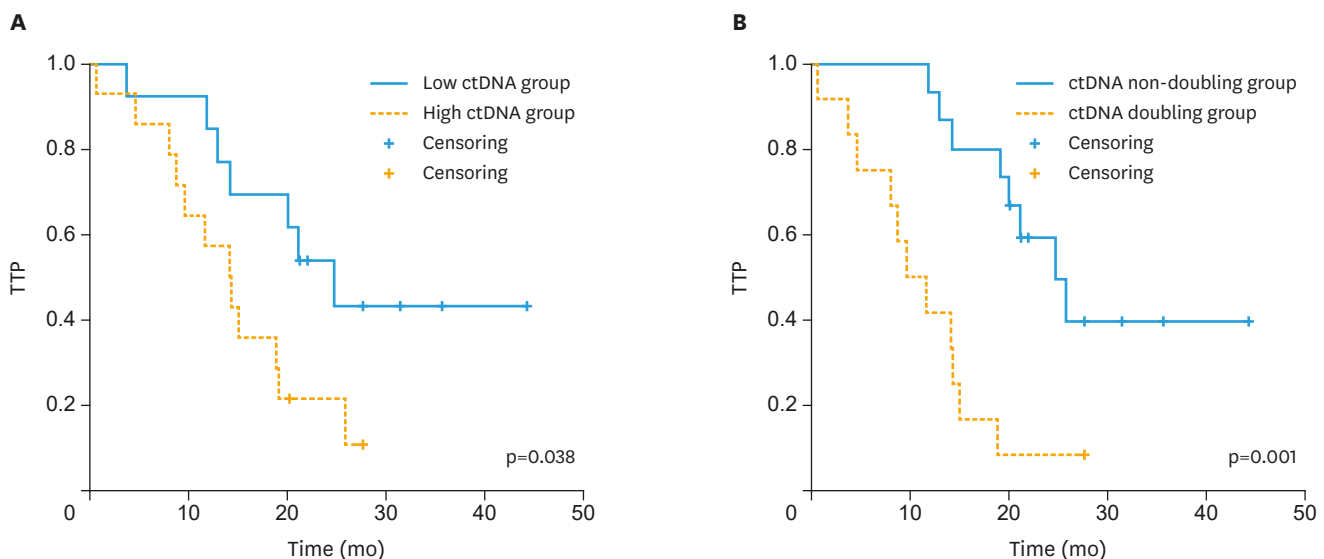 A
TTP
1.0
0.8
0.6
0.4
0.2
0
10
20
30
40
50
Time (mo)
Low ctDNA group
High ctDNA group
Censoring
Censoring
p=0.038
B
TTP
1.0
0.8
0.6
0.4
0.2
0
10
20
30
40
50
Time (mo)
ctDNA non-doubling group
ctDNA doubling group
Censoring
Censoring
p=0.001